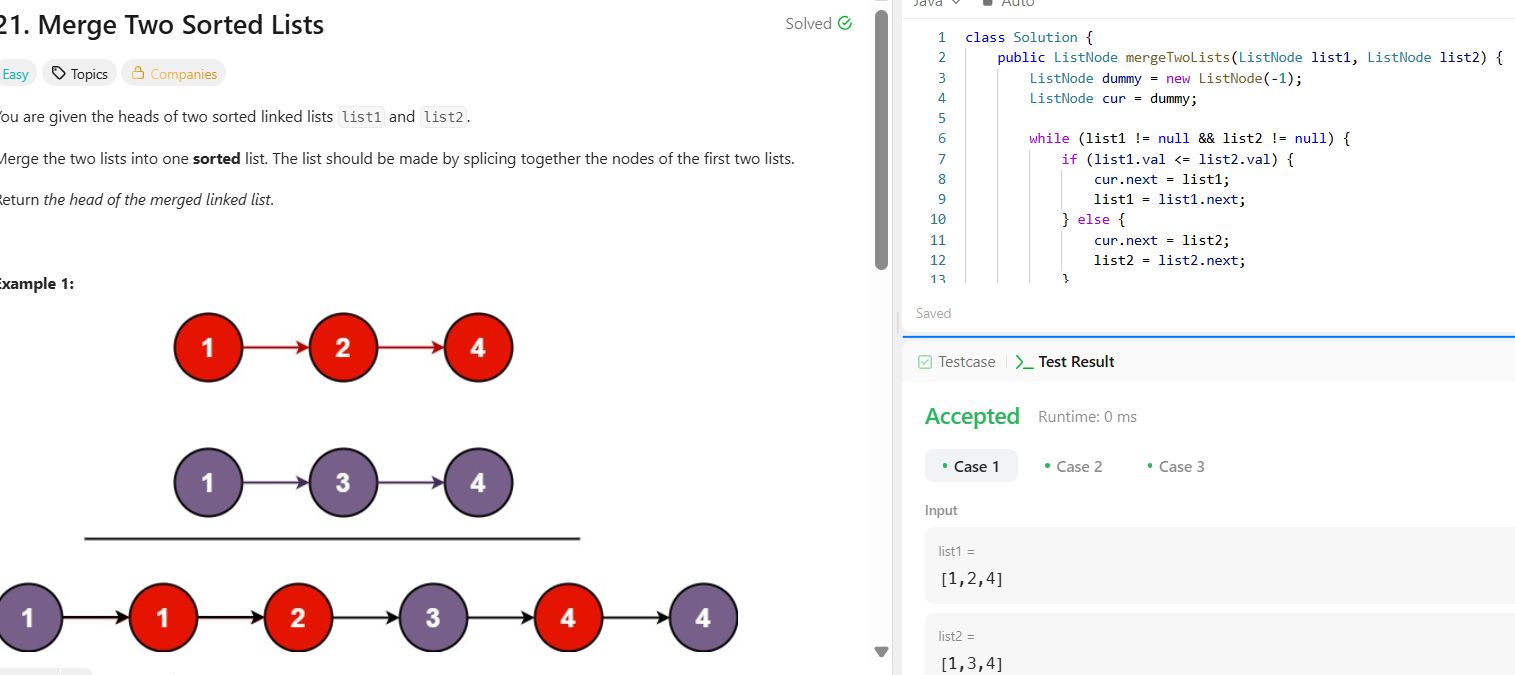 21. Merge Two Sorted Lists
Solved
Easy
Topics
Companies
You are given the heads of two sorted linked lists list1 and list2.
Merge the two lists into one sorted list. The list should be made by splicing together the nodes of the first two lists.
Return the head of the merged linked list.
Example 1:
1 2 4
1 3 4
1 1 2 3 4 4
Java
Auto
1 class Solution {
2 public ListNode mergeTwoLists(ListNode list1, ListNode list2) {
3 ListNode dummy = new ListNode(-1);
4 ListNode cur = dummy;
5
6 while (list1 != null && list2 != null) {
7 if (list1.val <= list2.val) {
8 cur.next = list1;
9 list1 = list1.next;
10 } else {
11 cur.next = list2;
12 list2 = list2.next;
13 }
Saved
Testcase
Test Result
Accepted
Runtime: 0 ms
Case 1
Case 2
Case 3
Input
list1 =
[1,2,4]
list2 =
[1,3,4]